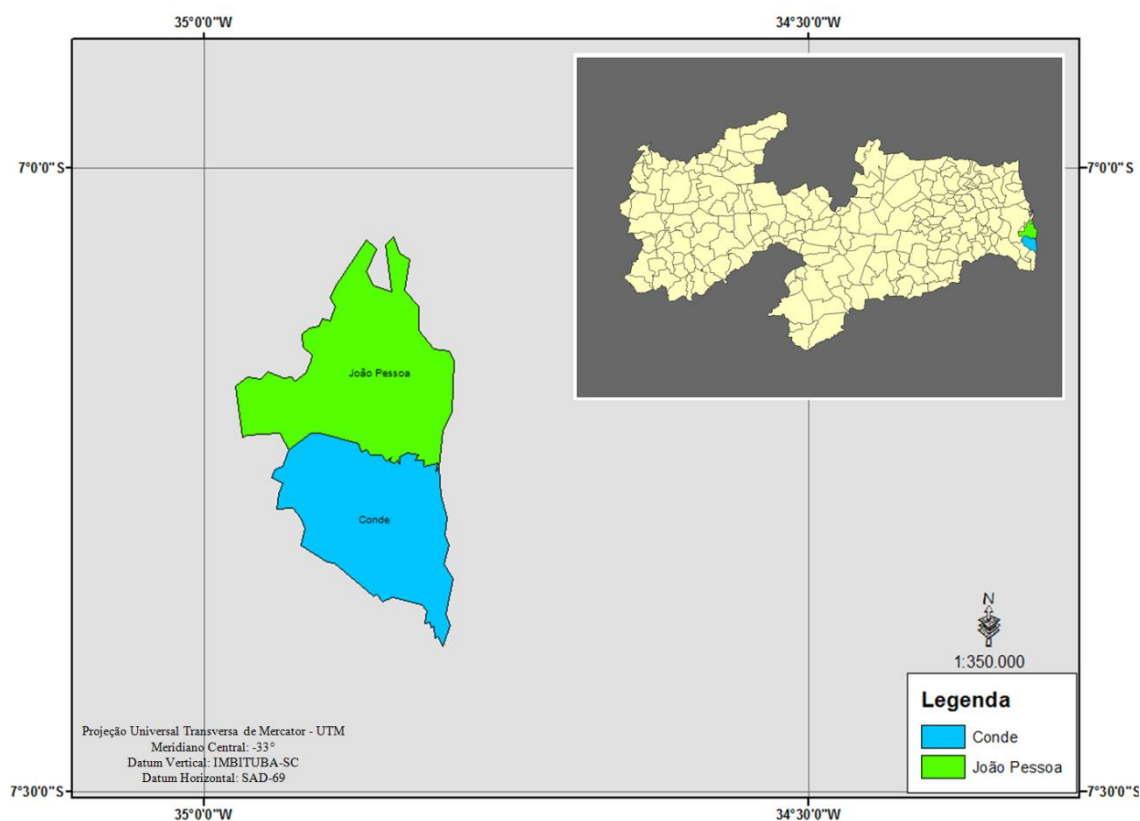 35°0'0"W
34°30'0"W
7°0'0"S
7°0'0"S
João Pessoa
Conde
N
1:350.000
Legenda
Conde
João Pessoa
Projeção Universal Transversa de Mercator - UTM
Meridiano Central: -33°
Datum Vertical: IMBITUBA-SC
Datum Horizontal: SAD-69
7°30'0"S
7°30'0"S
35°0'0"W
34°30'0"W